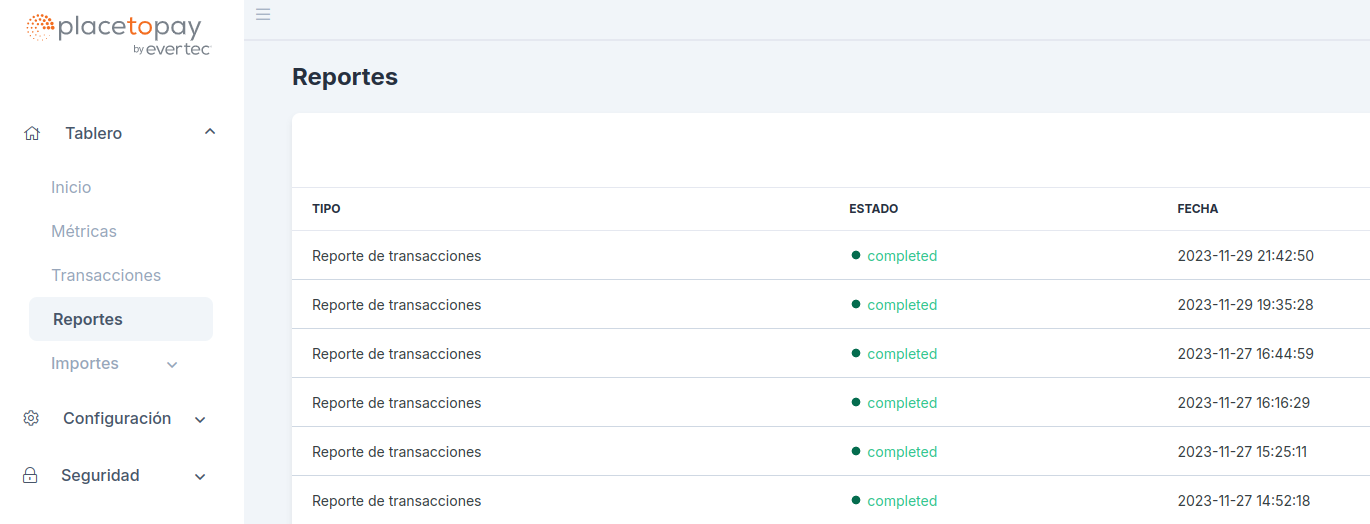 placetopay
by evertec
Tablero
Inicio
Métricas
Transacciones
Reportes
Importes
Configuración
Seguridad
Reportes
TIPO ESTADO FECHA
Reporte de transacciones completed 2023-11-29 21:42:50
Reporte de transacciones completed 2023-11-29 19:35:28
Reporte de transacciones completed 2023-11-27 16:44:59
Reporte de transacciones completed 2023-11-27 16:16:29
Reporte de transacciones completed 2023-11-27 15:25:11
Reporte de transacciones completed 2023-11-27 14:52:18